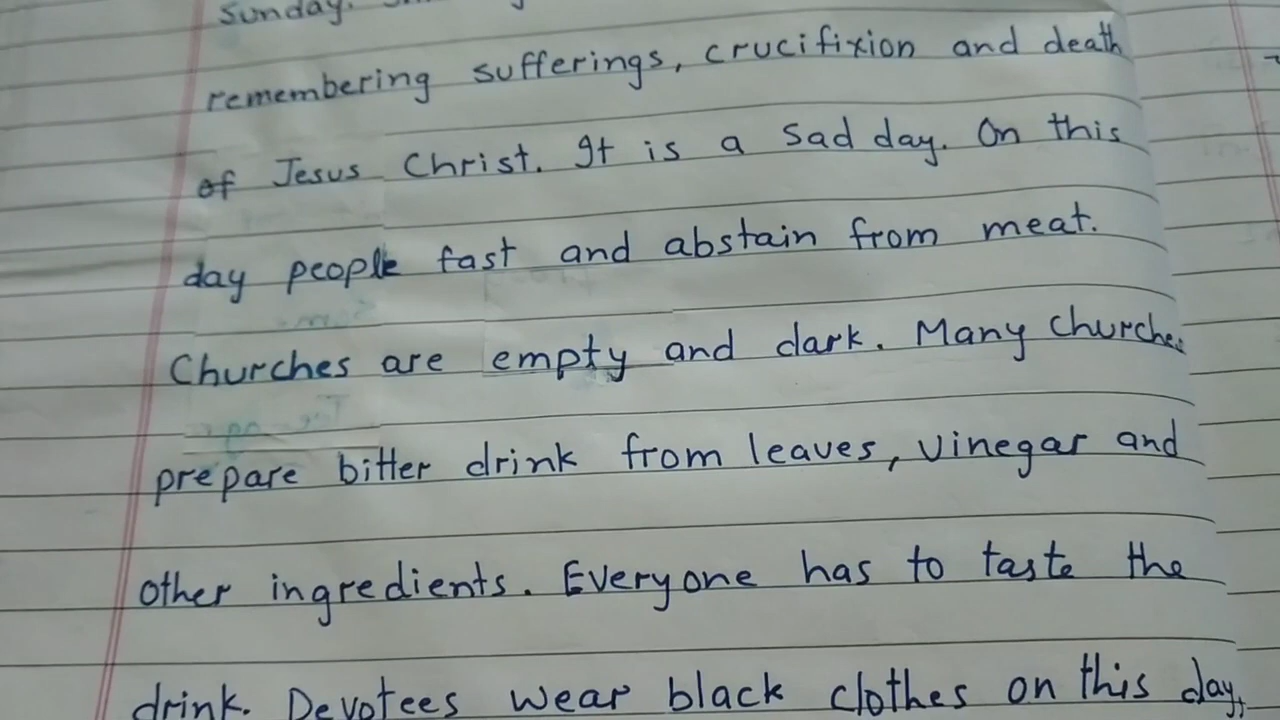 Sunday.
remembering sufferings, crucifixion and death
of Jesus Christ. It is a sad day. On this
day people fast and abstain from meat.
Churches are empty and dark. Many churches
prepare bitter drink from leaves, vinegar and
other ingredients. Everyone has to taste the
drink. Devotees wear black clothes on this day,